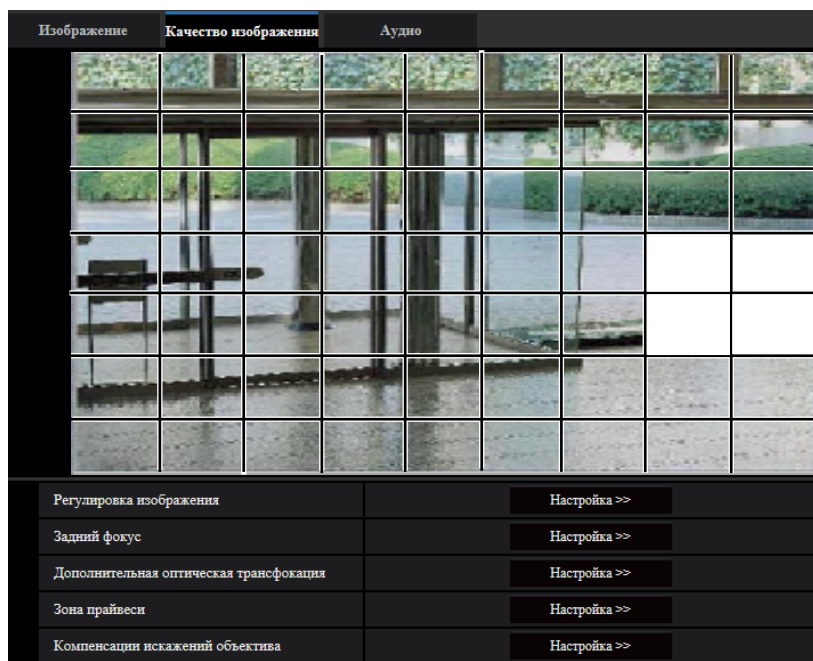 Изображение
Качество изображения
Аудио
Регулировка изображения
Настройка >>
Задний фокус
Настройка >>
Дополнительная оптическая трансфокация
Настройка >>
Зона прайвеси
Настройка >>
Компенсации искажений объектива
Настройка >>